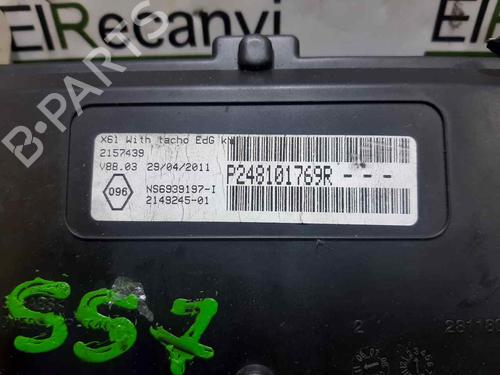 ElRecanvi
ElRecanvi
B-PARTS
X61 With tacho EdG km
2157439
V88.03 29/04/2011
096
NS6939197-I
2149245-01
P248101769R---
SS7
2